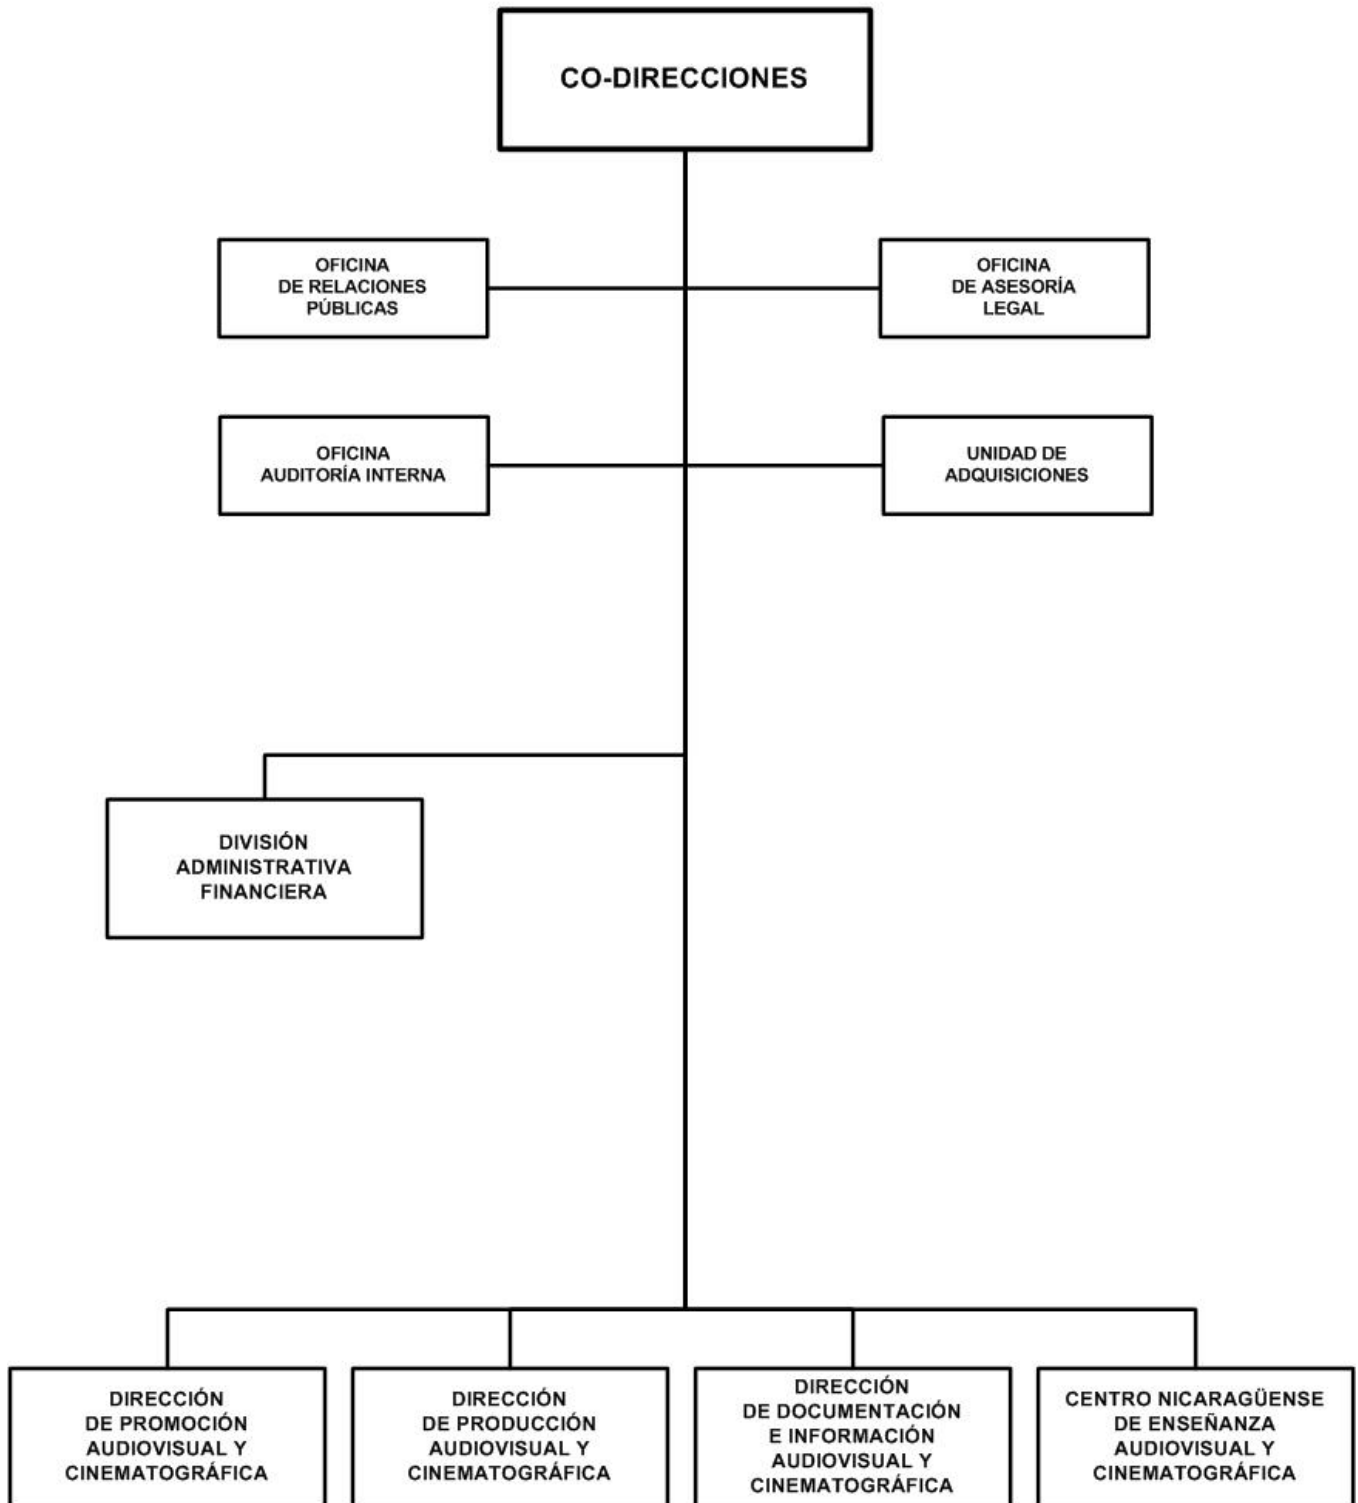 CO-DIRECCIONES
OFICINA
DE RELACIONES
PÚBLICAS
OFICINA
DE ASESORÍA
LEGAL
OFICINA
AUDITORÍA INTERNA
UNIDAD DE
ADQUISICIONES
DIVISIÓN
ADMINISTRATIVA
FINANCIERA
DIRECCIÓN
DE PROMOCIÓN
AUDIOVISUAL Y
CINEMATOGRÁFICA
DIRECCIÓN
DE PRODUCCIÓN
AUDIOVISUAL Y
CINEMATOGRÁFICA
DIRECCIÓN
DE DOCUMENTACIÓN
E INFORMACIÓN
AUDIOVISUAL Y
CINEMATOGRÁFICA
CENTRO NICARAGÜENSE
DE ENSEÑANZA
AUDIOVISUAL Y
CINEMATOGRÁFICA